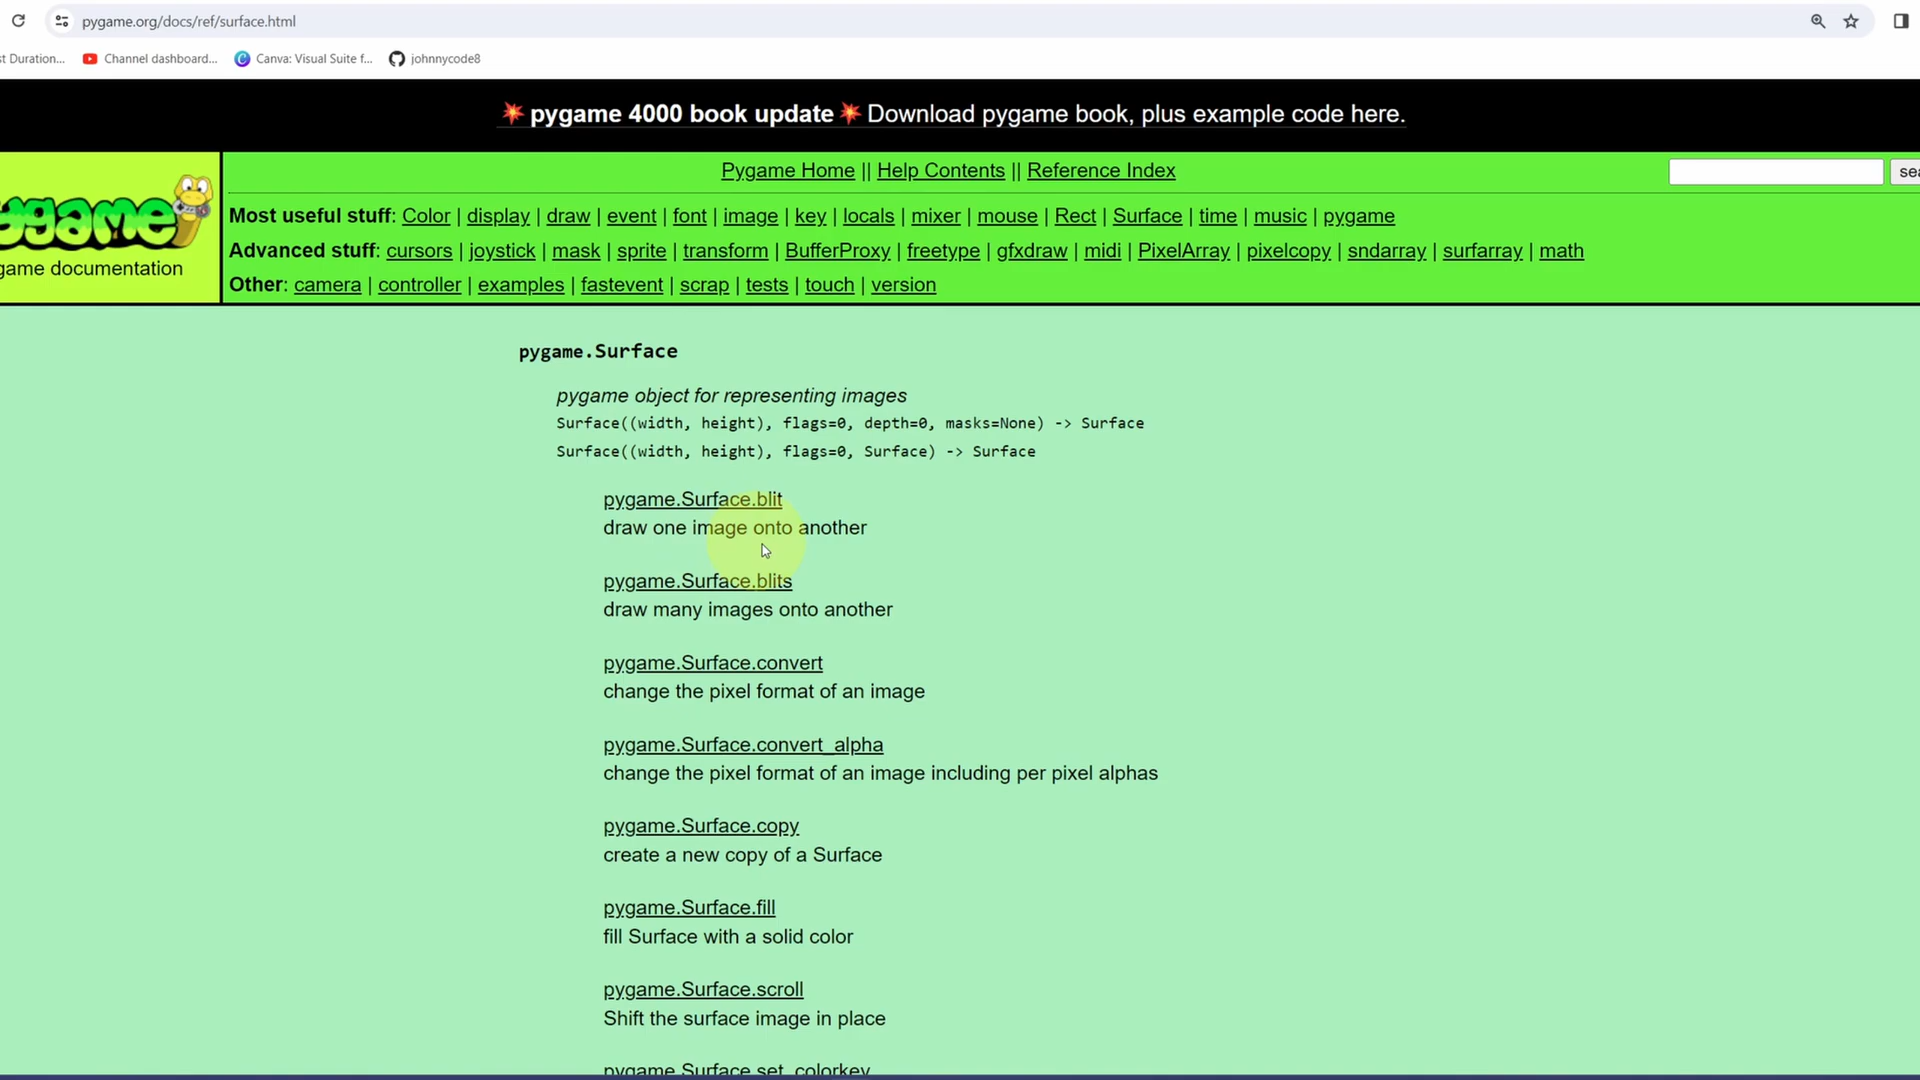 pygame.org/docs/ref/surface.html
st Duration...
Channel dashboard...
Canva: Visual Suite f...
johnnycode8
💥 pygame 4000 book update 💥 Download pygame book, plus example code here.
pygame
game documentation
Pygame Home || Help Contents || Reference Index
sea
Most useful stuff: Color | display | draw | event | font | image | key | locals | mixer | mouse | Rect | Surface | time | music | pygame
Advanced stuff: cursors | joystick | mask | sprite | transform | BufferProxy | freetype | gfxdraw | midi | PixelArray | pixelcopy | sndarray | surfarray | math
Other: camera | controller | examples | fastevent | scrap | tests | touch | version
pygame.Surface
pygame object for representing images
Surface((width, height), flags=0, depth=0, masks=None) -> Surface
Surface((width, height), flags=0, Surface) -> Surface
pygame.Surface.blit
draw one image onto another
pygame.Surface.blits
draw many images onto another
pygame.Surface.convert
change the pixel format of an image
pygame.Surface.convert_alpha
change the pixel format of an image including per pixel alphas
pygame.Surface.copy
create a new copy of a Surface
pygame.Surface.fill
fill Surface with a solid color
pygame.Surface.scroll
Shift the surface image in place
pygame.Surface.set_colorkey